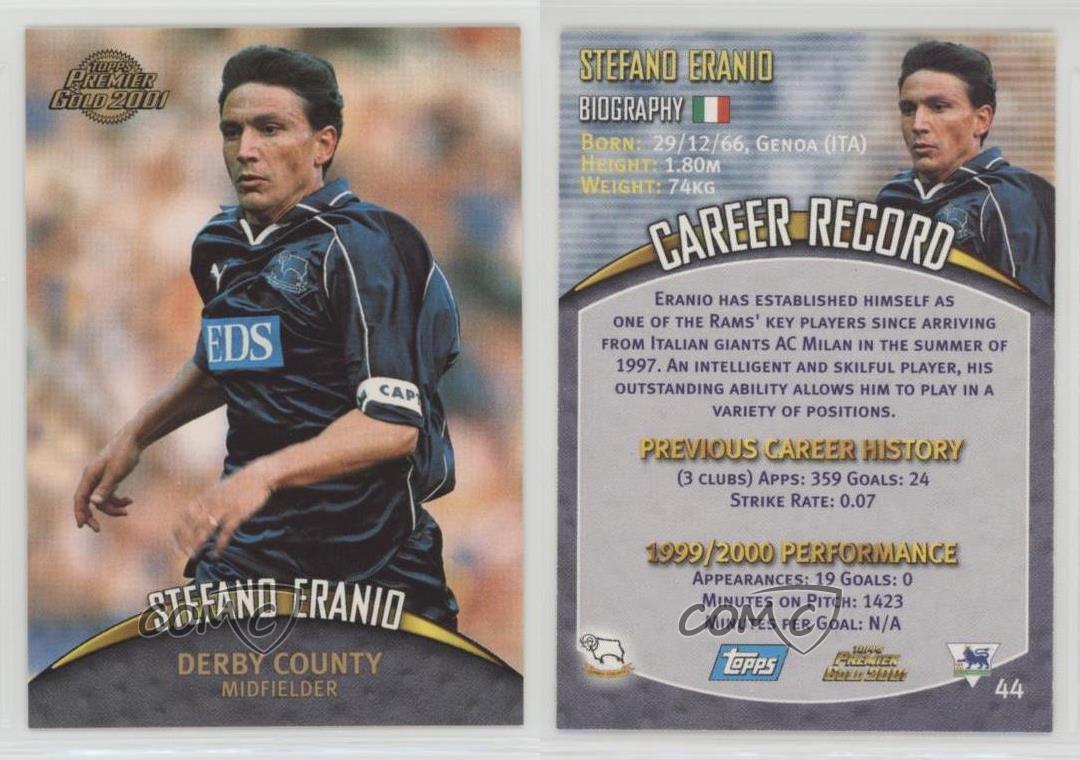 TOPPS
PREMIER
GOLD 2001
EDS
CAPT
STEFANO ERANIO
DERBY COUNTY
MIDFIELDER
COMC
STEFANO ERANIO
BIOGRAPHY
BORN: 29/12/66, GENOA (ITA)
HEIGHT: 1.80M
WEIGHT: 74KG
CAREER RECORD
ERANIO HAS ESTABLISHED HIMSELF AS
ONE OF THE RAMS' KEY PLAYERS SINCE ARRIVING
FROM ITALIAN GIANTS AC MILAN IN THE SUMMER OF
1997. AN INTELLIGENT AND SKILFUL PLAYER, HIS
OUTSTANDING ABILITY ALLOWS HIM TO PLAY IN A
VARIETY OF POSITIONS.
PREVIOUS CAREER HISTORY
(3 CLUBS) APPS: 359 GOALS: 24
STRIKE RATE: 0.07
1999/2000 PERFORMANCE
APPEARANCES: 19 GOALS: 0
MINUTES ON PITCH: 1423
MINUTES PER GOAL: N/A
COMC
Topps
TOPPS
PREMIER
GOLD 2001
44